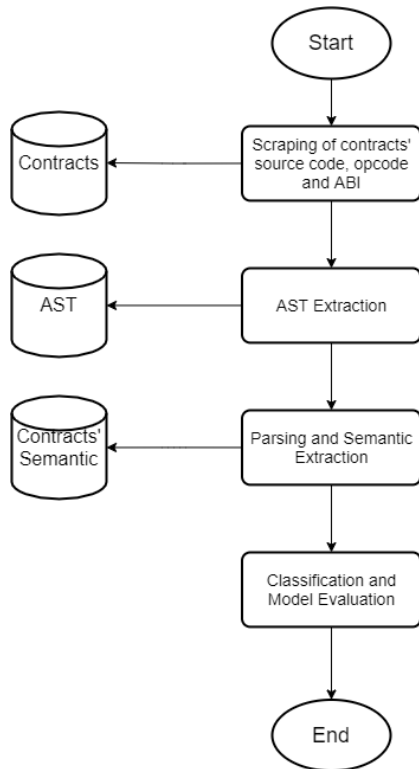 Start
Contracts
Scraping of contracts'
source code, opcode
and ABI
AST
AST Extraction
Contracts'
Semantic
Parsing and Semantic
Extraction
Classification and
Model Evaluation
End